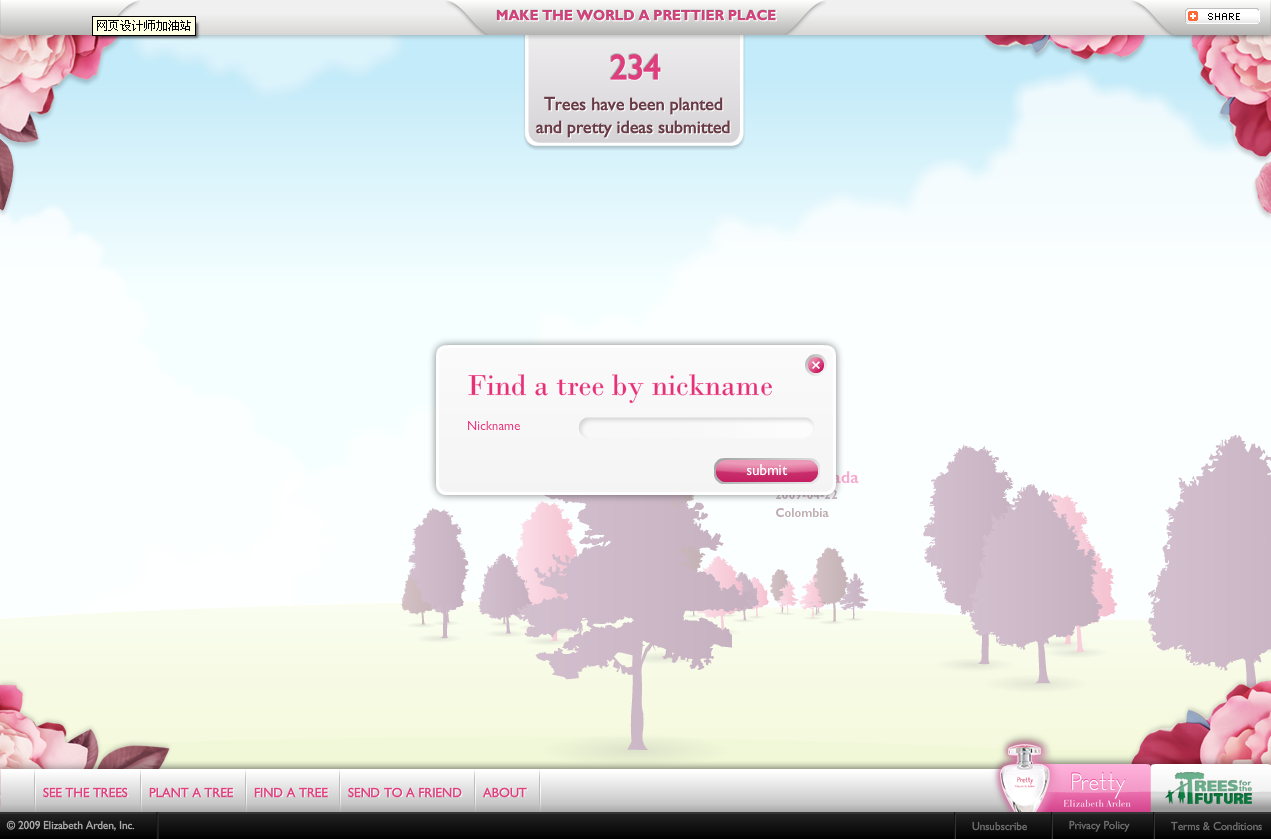 网页设计师加油站
MAKE THE WORLD A PRETTIER PLACE
SHARE
234
Trees have been planted
and pretty ideas submitted
Find a tree by nickname
Nickname
submit
2009-04-22
Colombia
SEE THE TREES
PLANT A TREE
FIND A TREE
SEND TO A FRIEND
ABOUT
Pretty
Pretty
Elizabeth Arden
TREES for the
FUTURE
© 2009 Elizabeth Arden, Inc.
Unsubscribe
Privacy Policy
Terms & Conditions